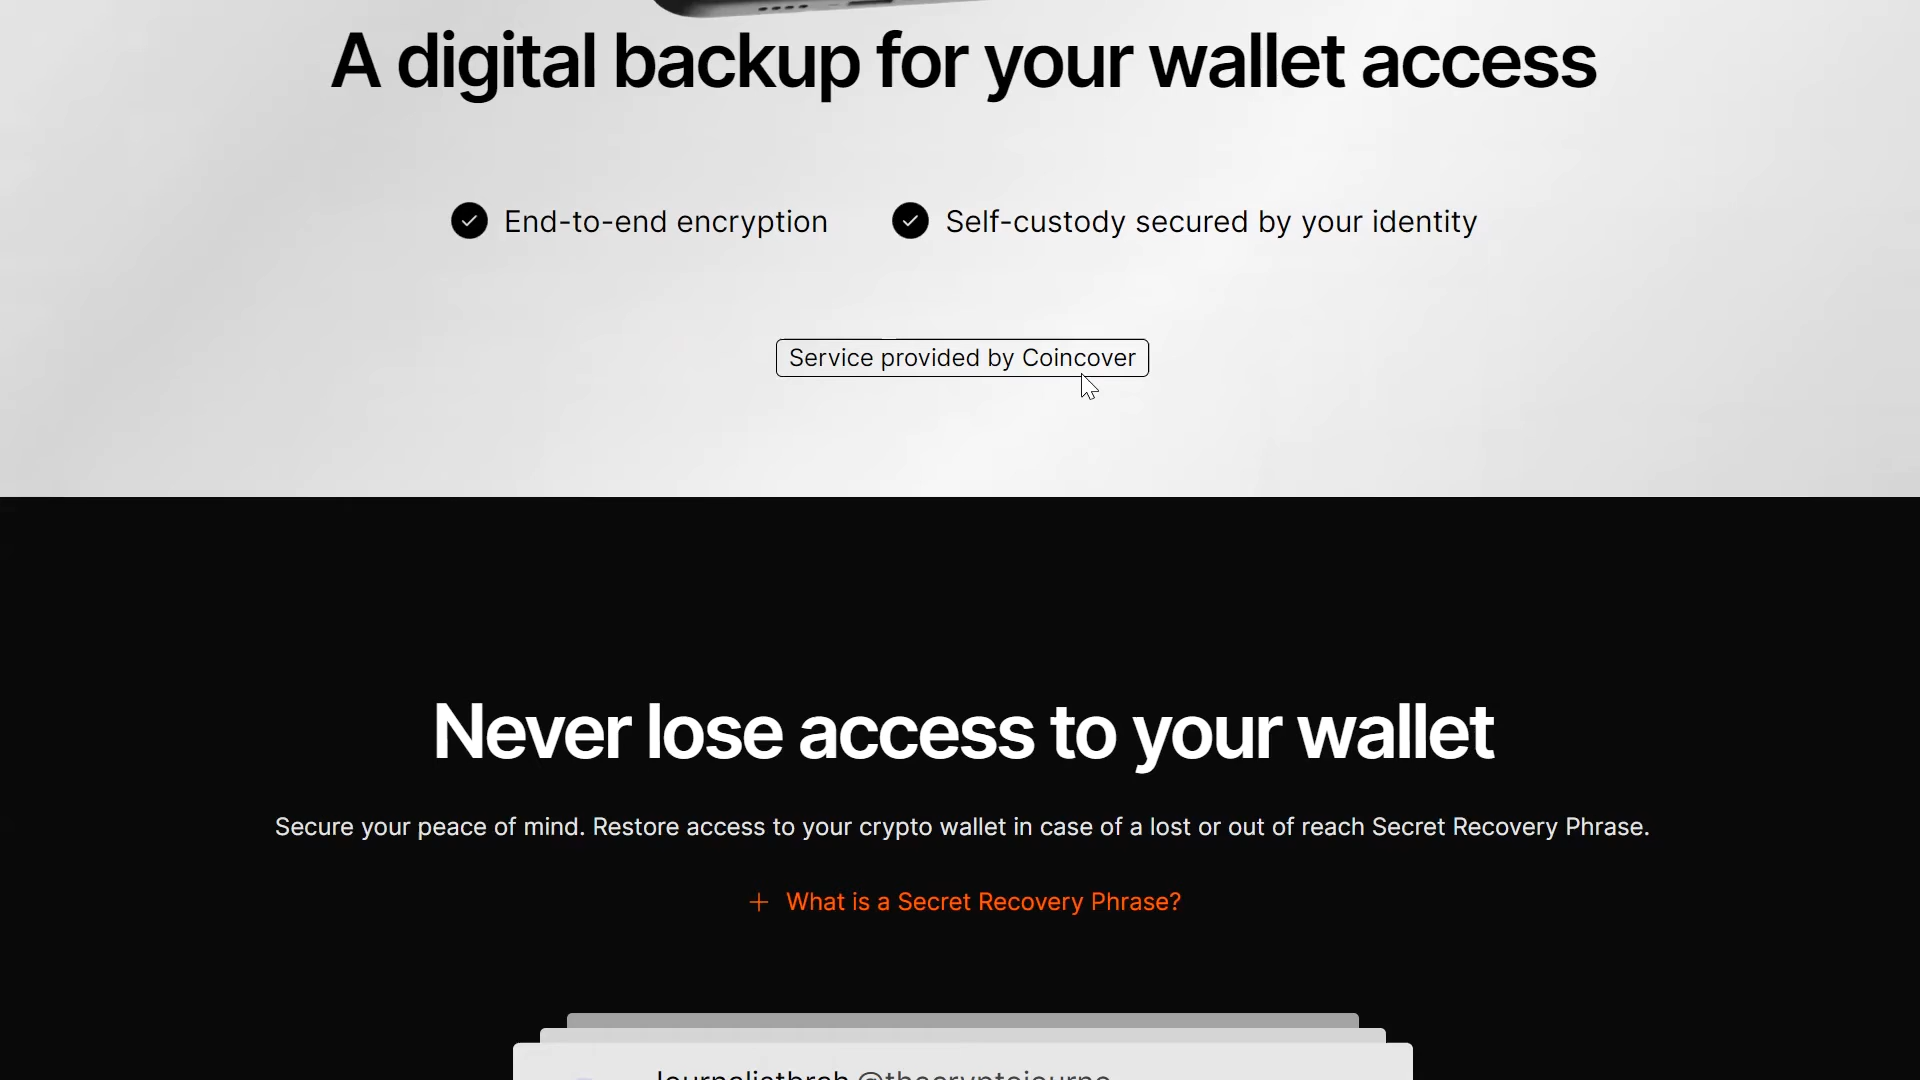 A digital backup for your wallet access
End-to-end encryption
Self-custody secured by your identity
Service provided by Coincover
Never lose access to your wallet
Secure your peace of mind. Restore access to your crypto wallet in case of a lost or out of reach Secret Recovery Phrase.
What is a Secret Recovery Phrase?